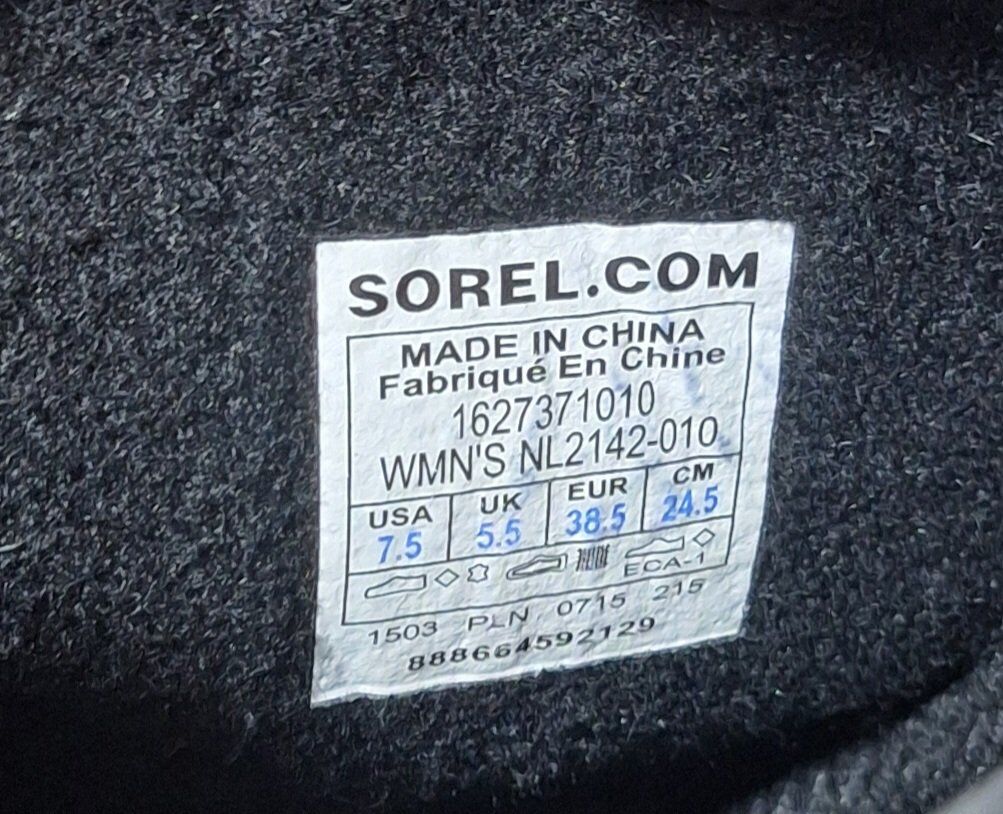 SOREL.COM
MADE IN CHINA
Fabriqué En Chine
1627371010
WMN'S NL2142-010
USA UK EUR CM
7.5 5.5 38.5 24.5
ECA-1
1503 PLN 0715 215
888664592129